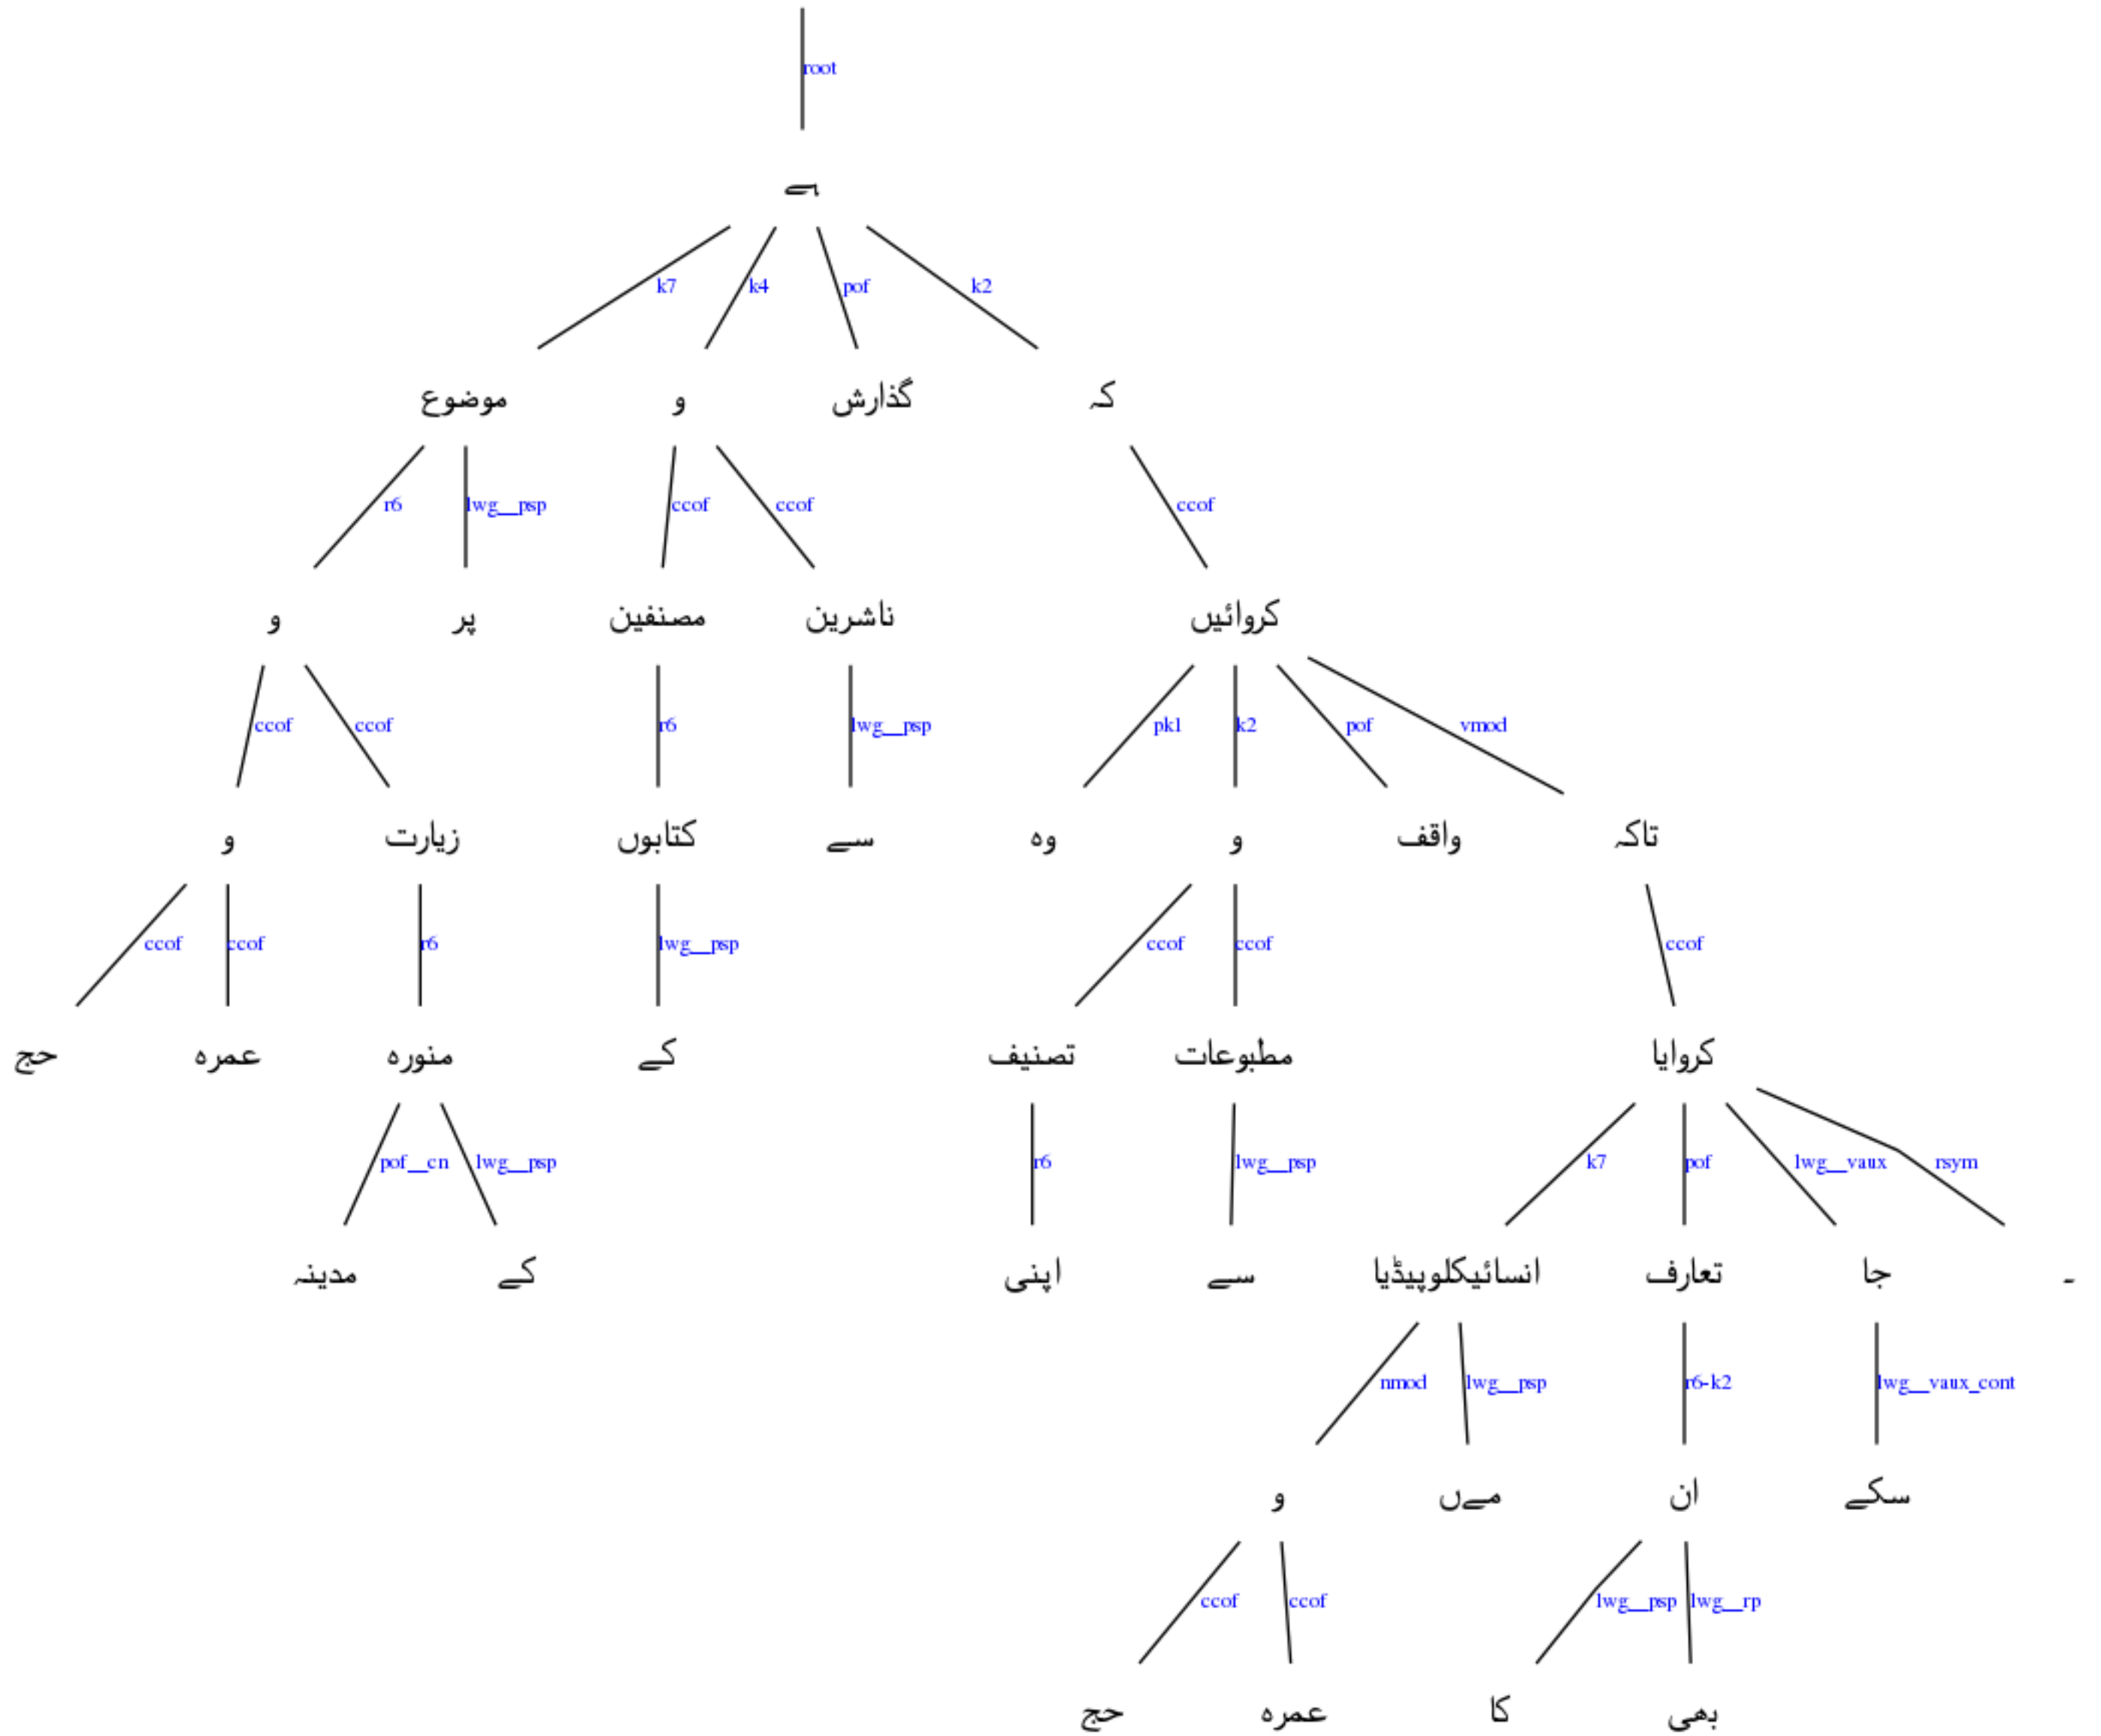 root
ہے
k7 k4 pof k2
موضوع و گذارش کہ
r6 lwg__psp ccof ccof ccof
و پر مصنفین ناشرین کروائیں
ccof ccof r6 lwg__psp pk1 k2 pof vmod
و زیارت کتابوں سے وہ و واقف تاکہ
ccof ccof r6 lwg__psp ccof ccof ccof
حج عمرہ منورہ کے تصنیف مطبوعات کروایا
pof__cn lwg__psp r6 lwg__psp k7 pof lwg__vaux rsym
مدینہ کے اپنی سے انسائیکلوپیڈیا تعارف جا ۔
nmod lwg__psp r6-k2 lwg__vaux_cont
و مےں ان سکے
ccof ccof lwg__psp lwg__rp
حج عمرہ کا بھی